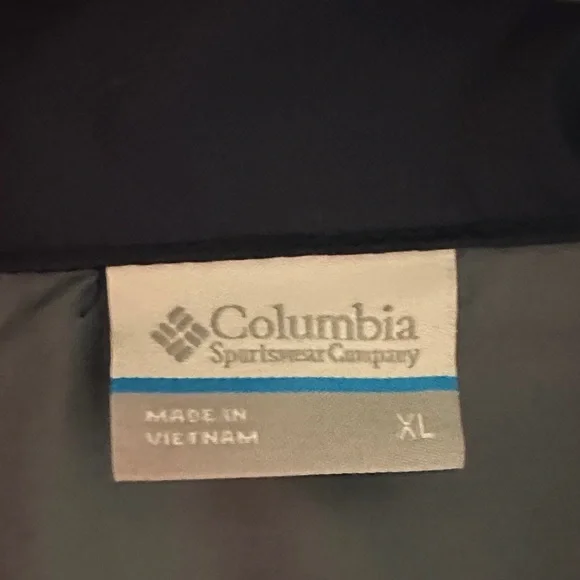 Columbia
Sportswear Company
MADE IN
VIETNAM
XL